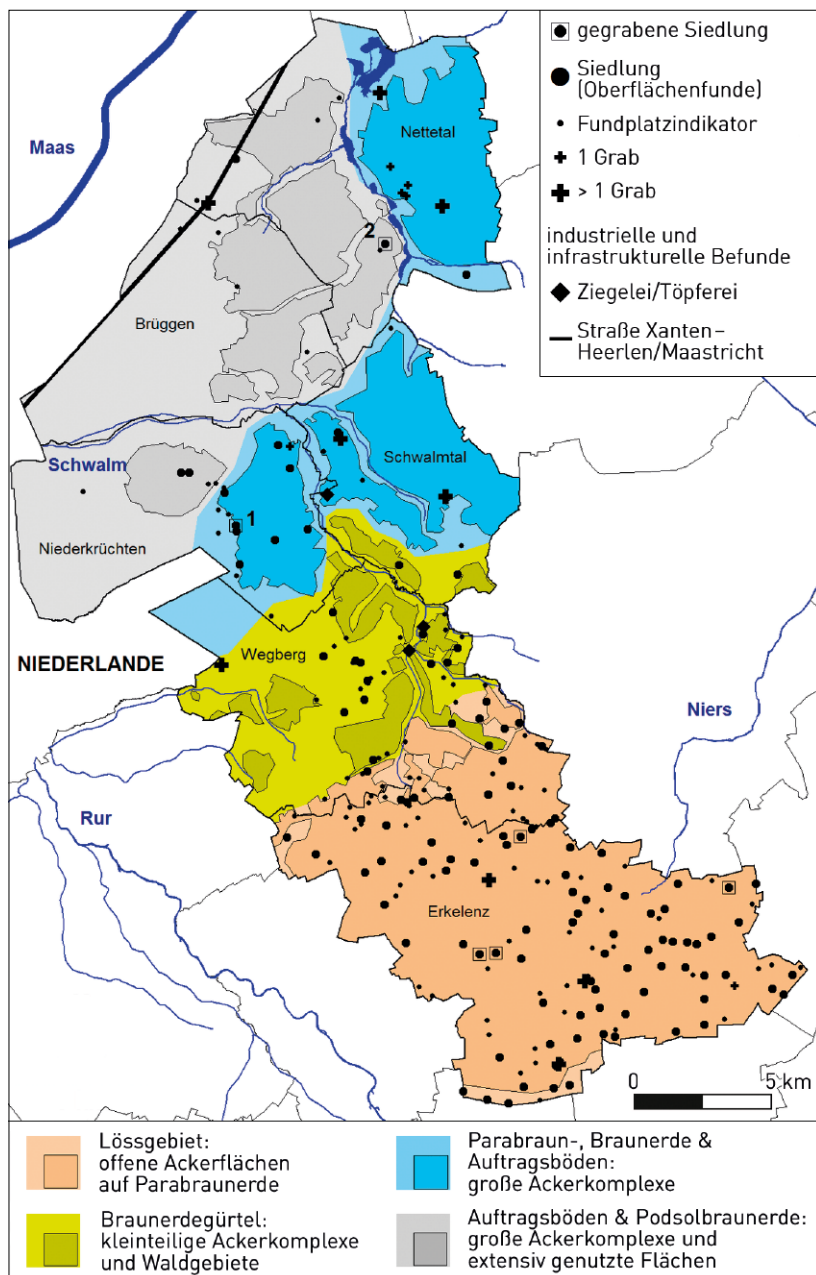 gegrabene Siedlung
Siedlung
(Oberflächenfunde)
Fundplatzindikator
1 Grab
> 1 Grab
industrielle und
infrastrukturelle Befunde
Ziegelei/Töpferei
Straße Xanten–
Heerlen/Maastricht
Maas
Nettetal
2
Brüggen
Schwalm
Schwalmtal
1
Niederkrüchten
NIEDERLANDE
Wegberg
Niers
Rur
Erkelenz
0 5 km
Lössgebiet:
offene Ackerflächen
auf Parabraunerde
Braunerdegürtel:
kleinteilige Ackerkomplexe
und Waldgebiete
Parabraun-, Braunerde &
Auftragsböden:
große Ackerkomplexe
Auftragsböden & Podsolbraunerde:
große Ackerkomplexe und
extensiv genutzte Flächen